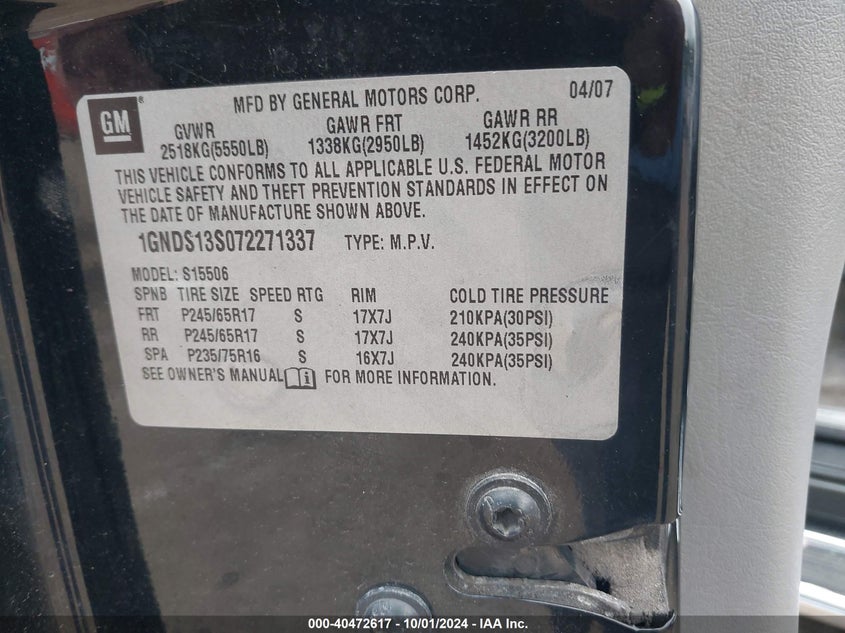 GM
®
MFD BY GENERAL MOTORS CORP. 04/07
GVWR GAWR FRT GAWR RR
2518KG(5550LB) 1338KG(2950LB) 1452KG(3200LB)
THIS VEHICLE CONFORMS TO ALL APPLICABLE U.S. FEDERAL MOTOR
VEHICLE SAFETY AND THEFT PREVENTION STANDARDS IN EFFECT ON
THE DATE OF MANUFACTURE SHOWN ABOVE.
1GNDS13S072271337 TYPE: M.P.V.
MODEL: S15506
SPNB TIRE SIZE SPEED RTG RIM COLD TIRE PRESSURE
FRT P245/65R17 S 17X7J 210KPA(30PSI)
RR P245/65R17 S 17X7J 240KPA(35PSI)
SPA P235/75R16 S 16X7J 240KPA(35PSI)
SEE OWNER'S MANUAL i FOR MORE INFORMATION.
000-40472617 - 10/01/2024 - IAA Inc.